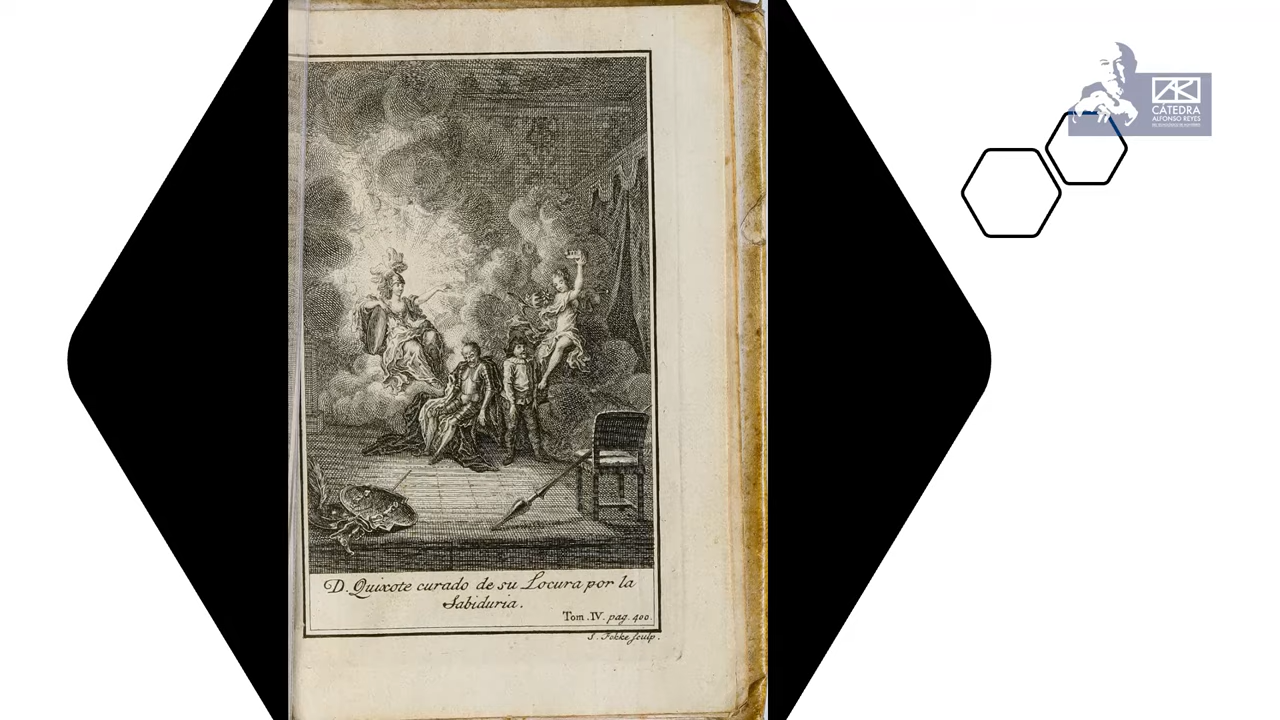 CÁTEDRA
ALFONSO REYES
D. Quixote curado de su Locura por la
Sabiduria.
Tom. IV. pag. 400.
S. Fokke sculp.